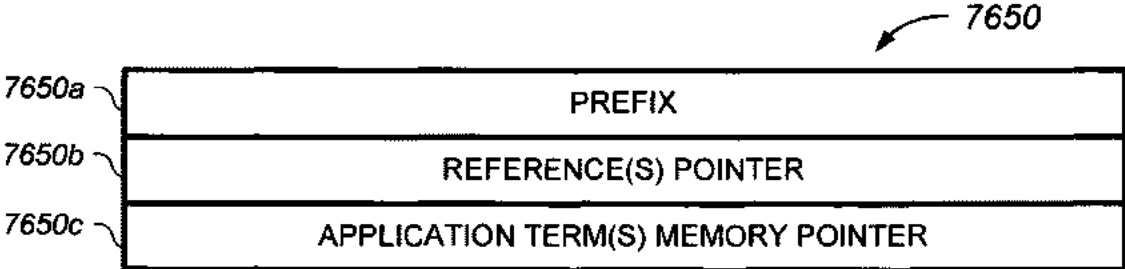 7650
7650a PREFIX
7650b REFERENCE(S) POINTER
7650c APPLICATION TERM(S) MEMORY POINTER